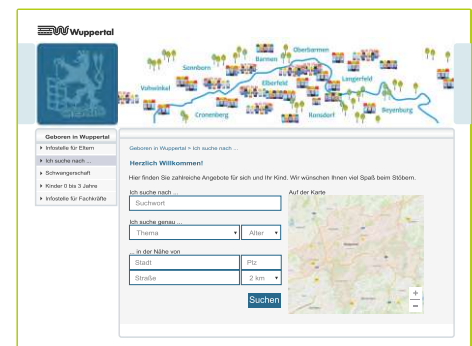 Wuppertal
Oberbarmen
Barmen
Sonnborn
Langerfeld
Elberfeld
Vohwinkel
Cronenberg
Ronsdorf
Beyenburg
Geboren in Wuppertal
Infostelle für Eltern
Ich suche nach ...
Schwangerschaft
Kinder 0 bis 3 Jahre
Infostelle für Fachkräfte
Geboren in Wuppertal > Ich suche nach ...
Herzlich Willkommen!
Hier finden Sie zahlreiche Angebote für sich und Ihr Kind. Wir wünschen Ihnen viel Spaß beim Stöbern.
Ich suche nach ...
Suchwort
Ich suche genau ...
Thema
Alter
... in der Nähe von
Stadt
Plz
Straße
2 km
Suchen
Auf der Karte
+
−